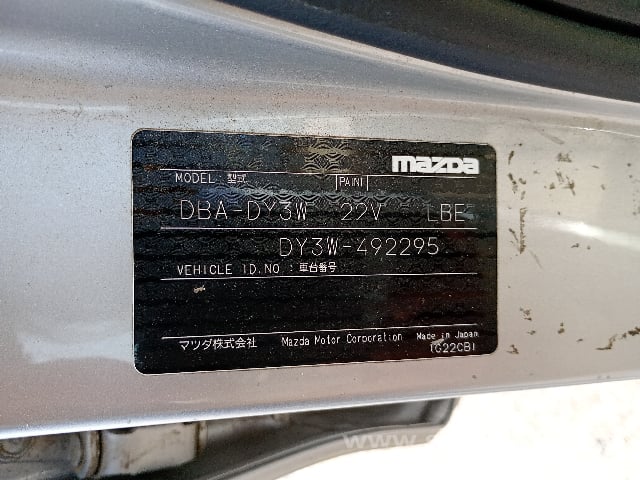 mazda
MODEL 型式 PAINT
DBA-DY3W 22V LBE
DY3W-492295
VEHICLE ID.NO : 車台番号
マツダ株式会社 Mazda Motor Corporation Made in Japan
(G22CB)